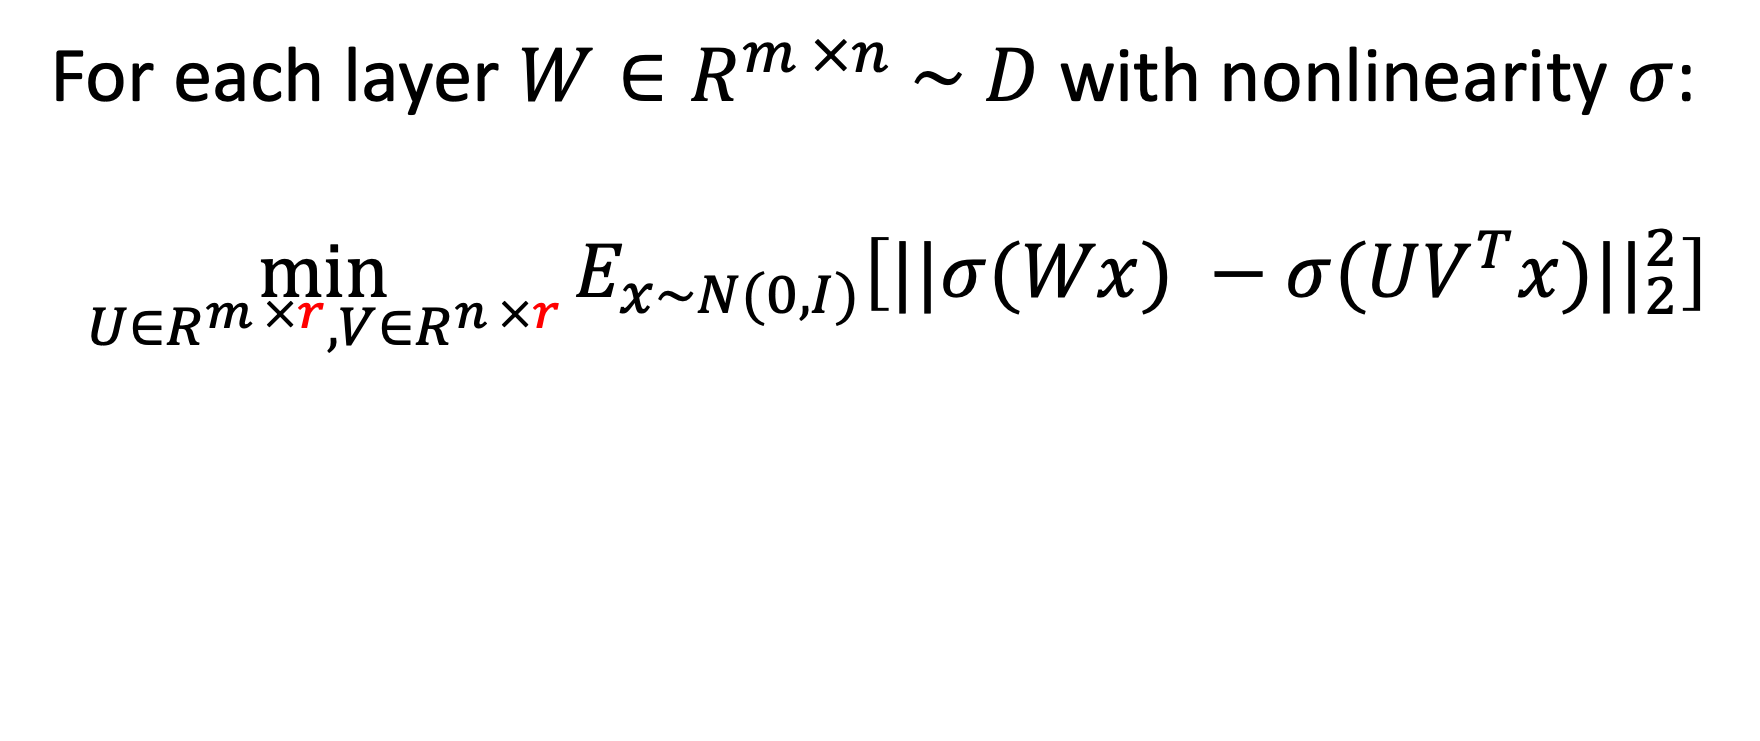 For each layer W ∈ R^{m ×n} ~ D with nonlinearity σ:
min_{U∈R^{m ×r},V∈R^{n ×r}} E_{x~N(0,I)}[||σ(Wx) − σ(UV^T x)||_2^2]